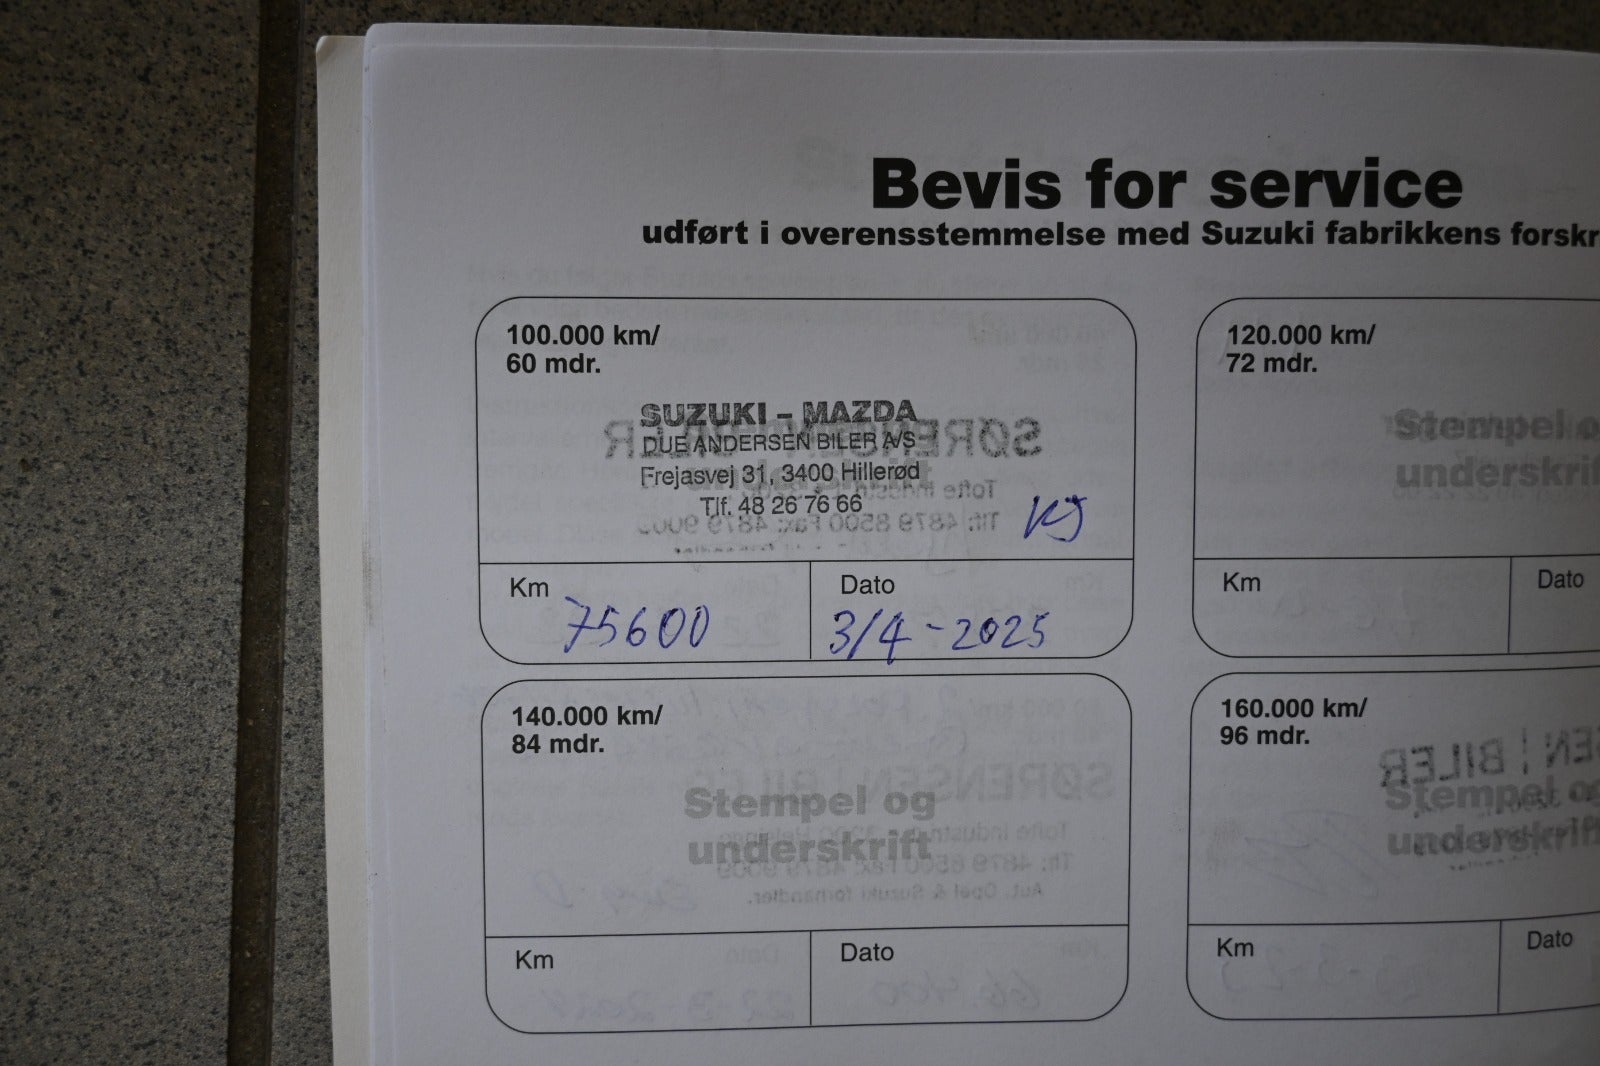 Bevis for service
udført i overensstemmelse med Suzuki fabrikkens forskr
100.000 km/
60 mdr.
SUZUKI - MAZDA
DUE ANDERSEN BILER A/S
Frejasvej 31, 3400 Hillerød
Tlf. 48 26 76 66
KJ
Km
75600
Dato
3/4-2025
120.000 km/
72 mdr.
Stempel o
underskrif
Km
Dato
140.000 km/
84 mdr.
Stempel og
underskrift
Km
Dato
160.000 km/
96 mdr.
Stempel og
underskrift
Km
Dato